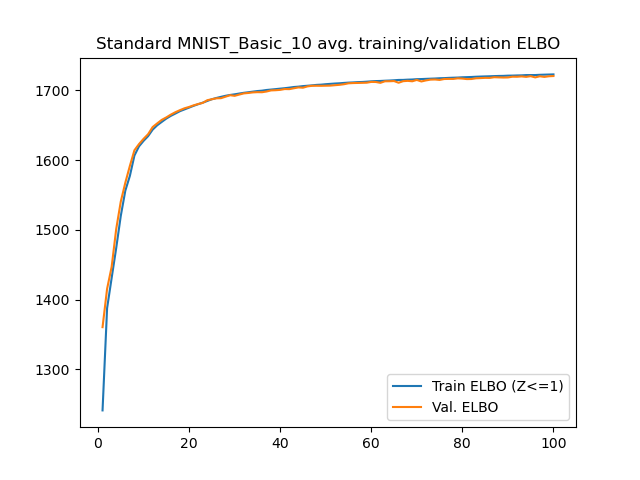 Standard MNIST_Basic_10 avg. training/validation ELBO
1700
1600
1500
1400
1300
Train ELBO (Z<=1)
Val. ELBO
0 20 40 60 80 100